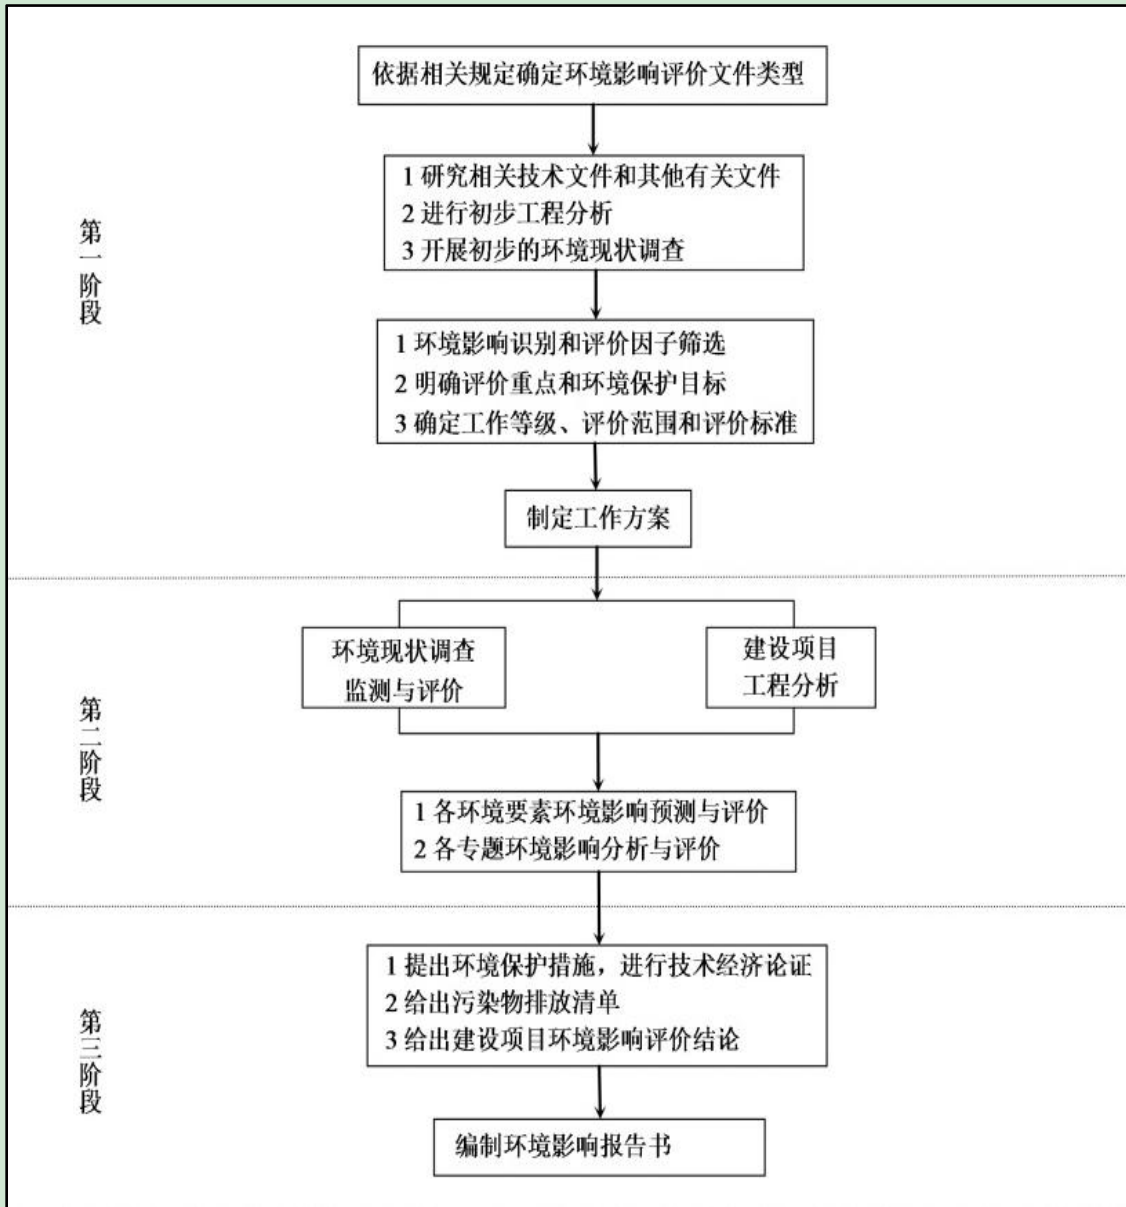 依据相关规定确定环境影响评价文件类型
1 研究相关技术文件和其他有关文件
2 进行初步工程分析
3 开展初步的环境现状调查
第一阶段
1 环境影响识别和评价因子筛选
2 明确评价重点和环境保护目标
3 确定工作等级、评价范围和评价标准
制定工作方案
环境现状调查
监测与评价
建设项目
工程分析
第二阶段
1 各环境要素环境影响预测与评价
2 各专题环境影响分析与评价
1 提出环境保护措施，进行技术经济论证
2 给出污染物排放清单
3 给出建设项目环境影响评价结论
第三阶段
编制环境影响报告书